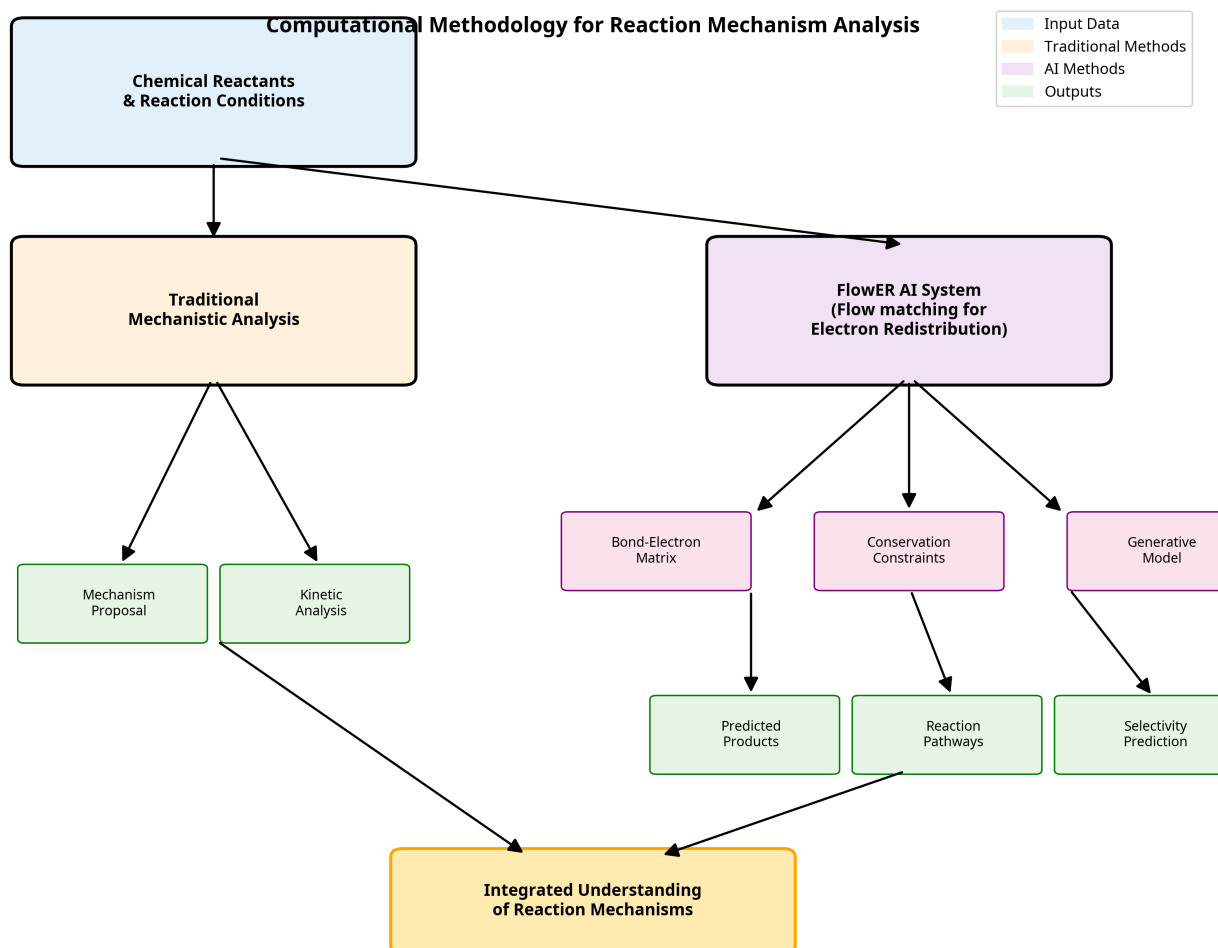 Computational Methodology for Reaction Mechanism Analysis
Input Data
Traditional Methods
AI Methods
Outputs
Chemical Reactants
& Reaction Conditions
Traditional
Mechanistic Analysis
FlowER AI System
(Flow matching for
Electron Redistribution)
Bond-Electron
Matrix
Conservation
Constraints
Generative
Model
Mechanism
Proposal
Kinetic
Analysis
Predicted
Products
Reaction
Pathways
Selectivity
Prediction
Integrated Understanding
of Reaction Mechanisms